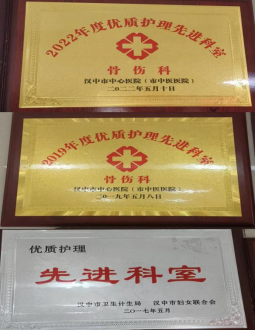 2022年度优质护理先进科室
骨伤科
汉中市中心医院（市中医医院）
二〇二二年五月十日
2019年度优质护理先进科室
骨伤科
汉中市中心医院（市中医医院）
二〇一九年五月八日
优质护理
先进科室
汉中市卫生计生局 汉中市妇女联合会
二〇一七年五月